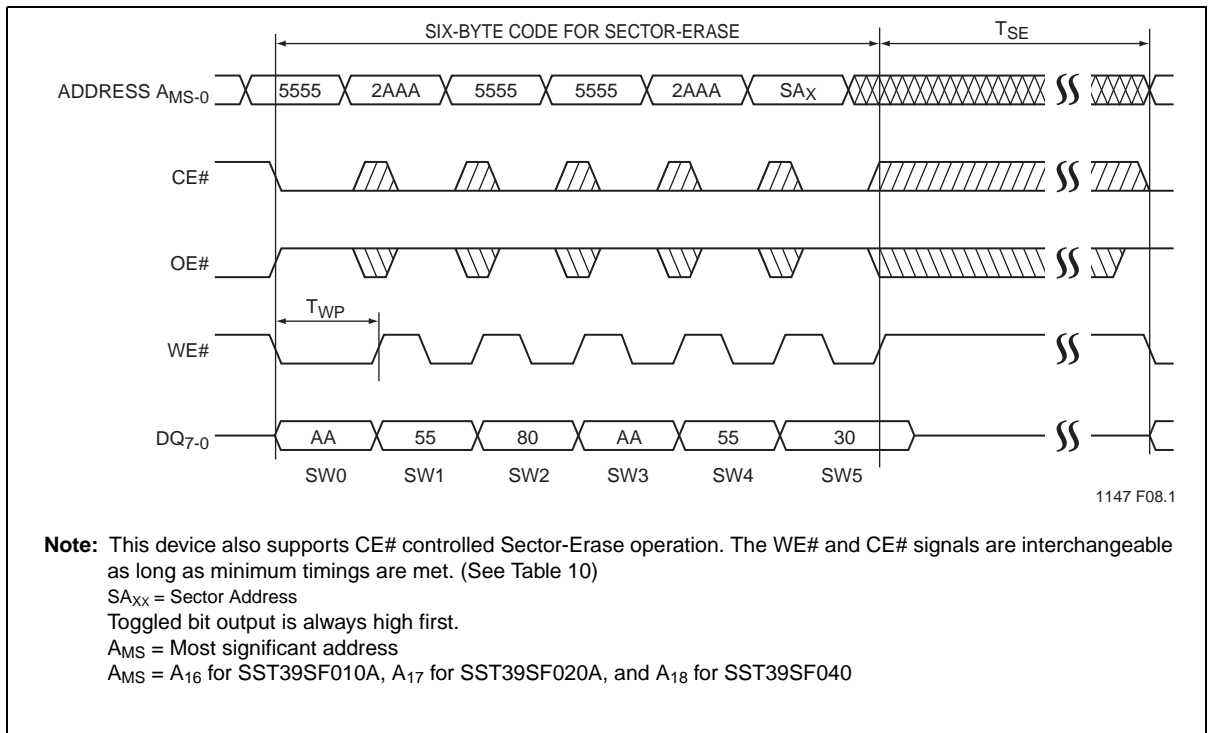 SIX-BYTE CODE FOR SECTOR-ERASE TSE
ADDRESS AMS-0 5555 2AAA 5555 5555 2AAA SAX
CE#
OE#
TWP
WE#
DQ7-0 AA 55 80 AA 55 30
SW0 SW1 SW2 SW3 SW4 SW5
1147 F08.1
Note: This device also supports CE# controlled Sector-Erase operation. The WE# and CE# signals are interchangeable
as long as minimum timings are met. (See Table 10)
SAXX = Sector Address
Toggled bit output is always high first.
AMS = Most significant address
AMS = A16 for SST39SF010A, A17 for SST39SF020A, and A18 for SST39SF040